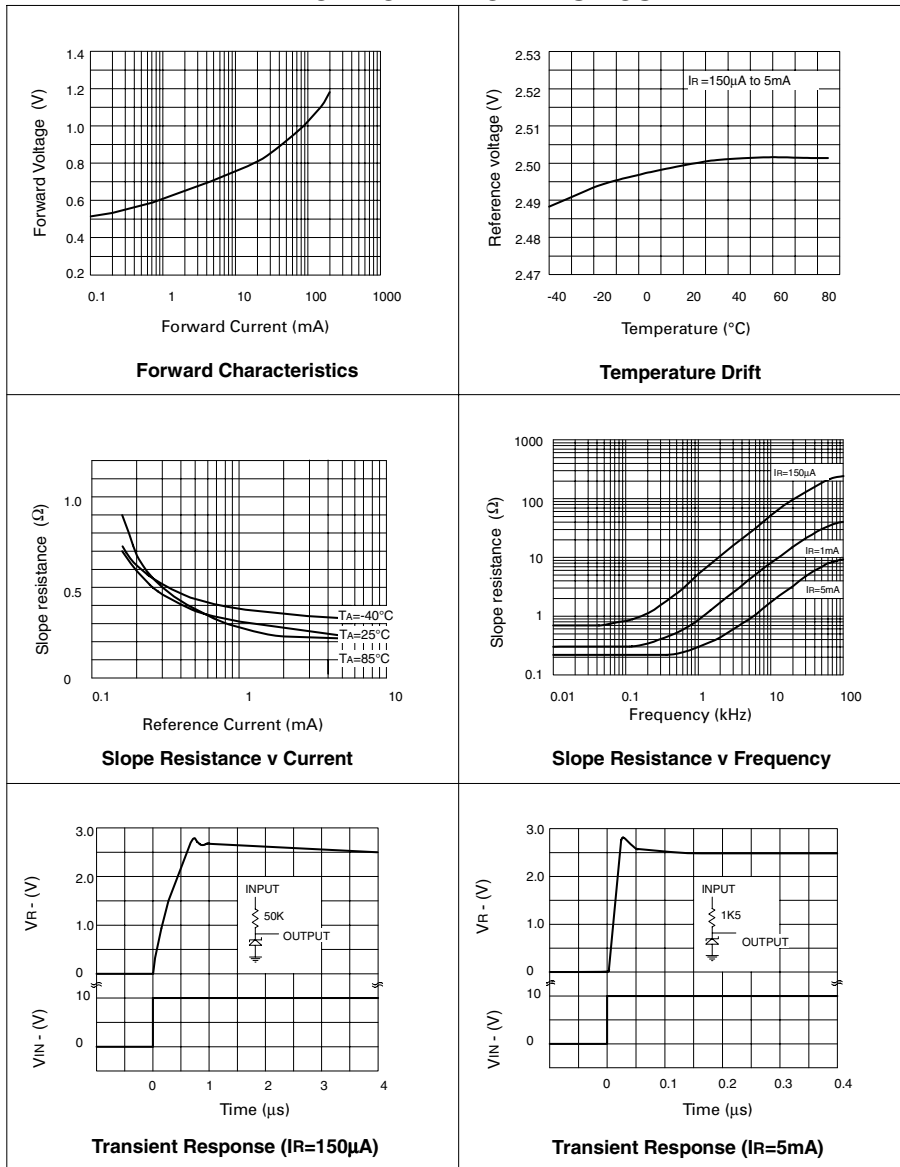 1.4
1.2
1.0
0.8
0.6
0.4
0.2
Forward Voltage (V)
0.1 1 10 100 1000
Forward Current (mA)
Forward Characteristics
2.53
2.52
2.51
2.50
2.49
2.48
2.47
Reference voltage (V)
IR=150µA to 5mA
-40 -20 0 20 40 60 80
Temperature (°C)
Temperature Drift
1.0
0.5
0
Slope resistance (Ω)
TA=-40°C
TA=25°C
TA=85°C
0.1 1 10
Reference Current (mA)
Slope Resistance v Current
1000
100
10
1
0.1
Slope resistance (Ω)
IR=150µA
IR=1mA
IR=5mA
0.01 0.1 1 10 100
Frequency (kHz)
Slope Resistance v Frequency
3.0
2.0
1.0
0
VR - (V)
INPUT
50K
OUTPUT
10
0
VIN - (V)
0 1 2 3 4
Time (µs)
Transient Response (IR=150µA)
3.0
2.0
1.0
0
VR - (V)
INPUT
1K5
OUTPUT
10
0
VIN - (V)
0 0.1 0.2 0.3 0.4
Time (µs)
Transient Response (IR=5mA)